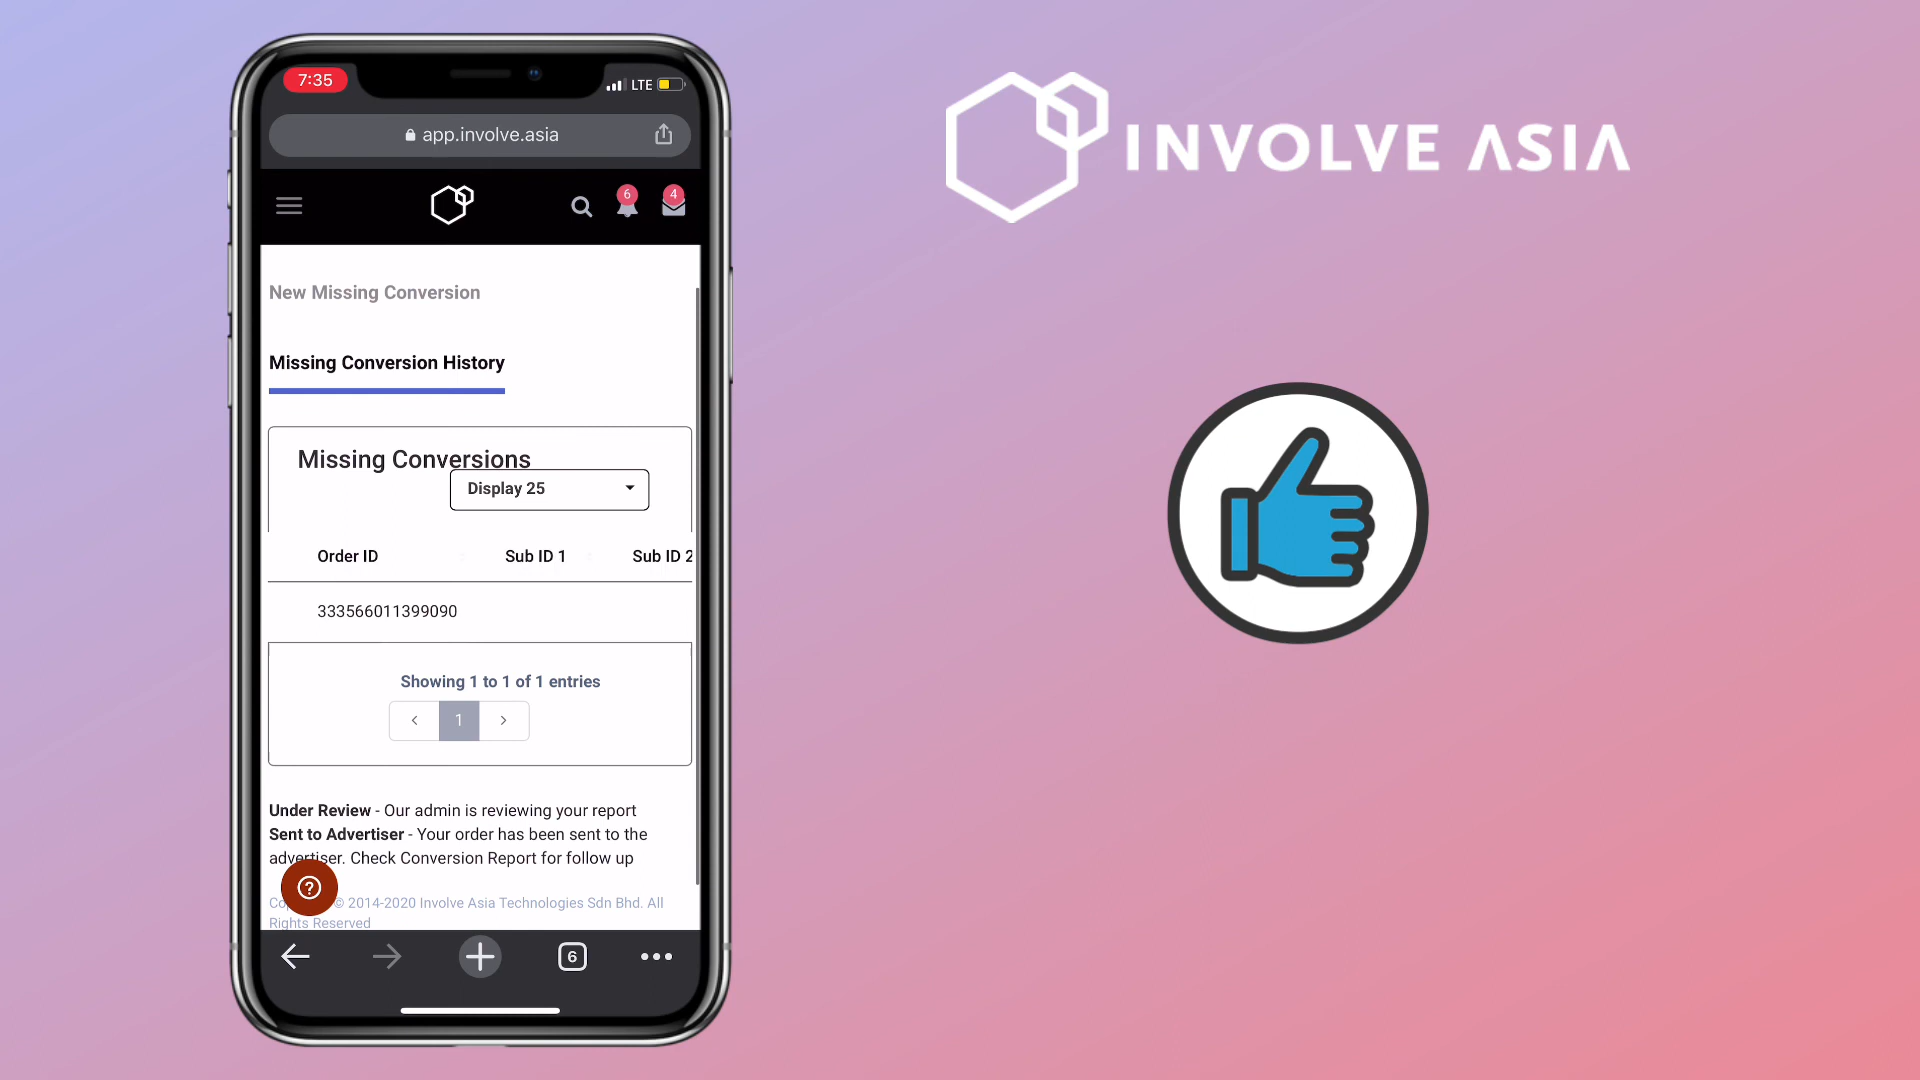 7:35
LTE
app.involve.asia
6
4
New Missing Conversion
Missing Conversion History
Missing Conversions
Display 25
Order ID
Sub ID 1
Sub ID 2
333566011399090
Showing 1 to 1 of 1 entries
1
Under Review - Our admin is reviewing your report
Sent to Advertiser - Your order has been sent to the
advertiser. Check Conversion Report for follow up
© 2014-2020 Involve Asia Technologies Sdn Bhd. All
Rights Reserved
6
INVOLVE ASIA